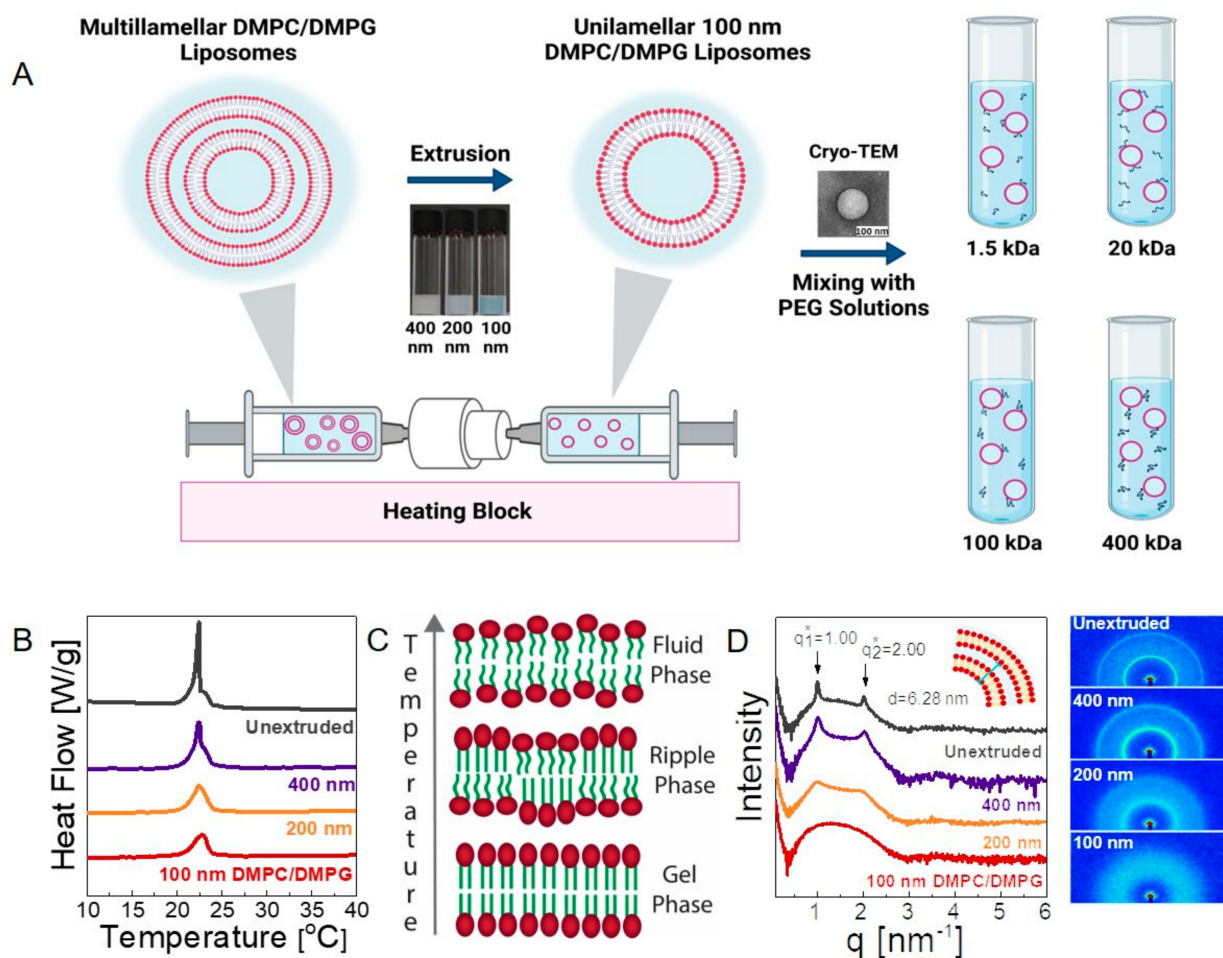 A
Multillamellar DMPC/DMPG
Liposomes
Unilamellar 100 nm
DMPC/DMPG Liposomes
Extrusion
400
nm
200
nm
100
nm
Cryo-TEM
100 nm
Mixing with
PEG Solutions
1.5 kDa
20 kDa
100 kDa
400 kDa
Heating Block
B
Heat Flow [W/g]
Unextruded
400 nm
200 nm
100 nm DMPC/DMPG
10 15 20 25 30 35 40
Temperature [°C]
C
Temperature
Fluid
Phase
Ripple
Phase
Gel
Phase
D
Intensity
q₁*=1.00
q₂*=2.00
d=6.28 nm
Unextruded
400 nm
200 nm
100 nm DMPC/DMPG
1 2 3 4 5 6
q [nm⁻¹]
Unextruded
400 nm
200 nm
100 nm